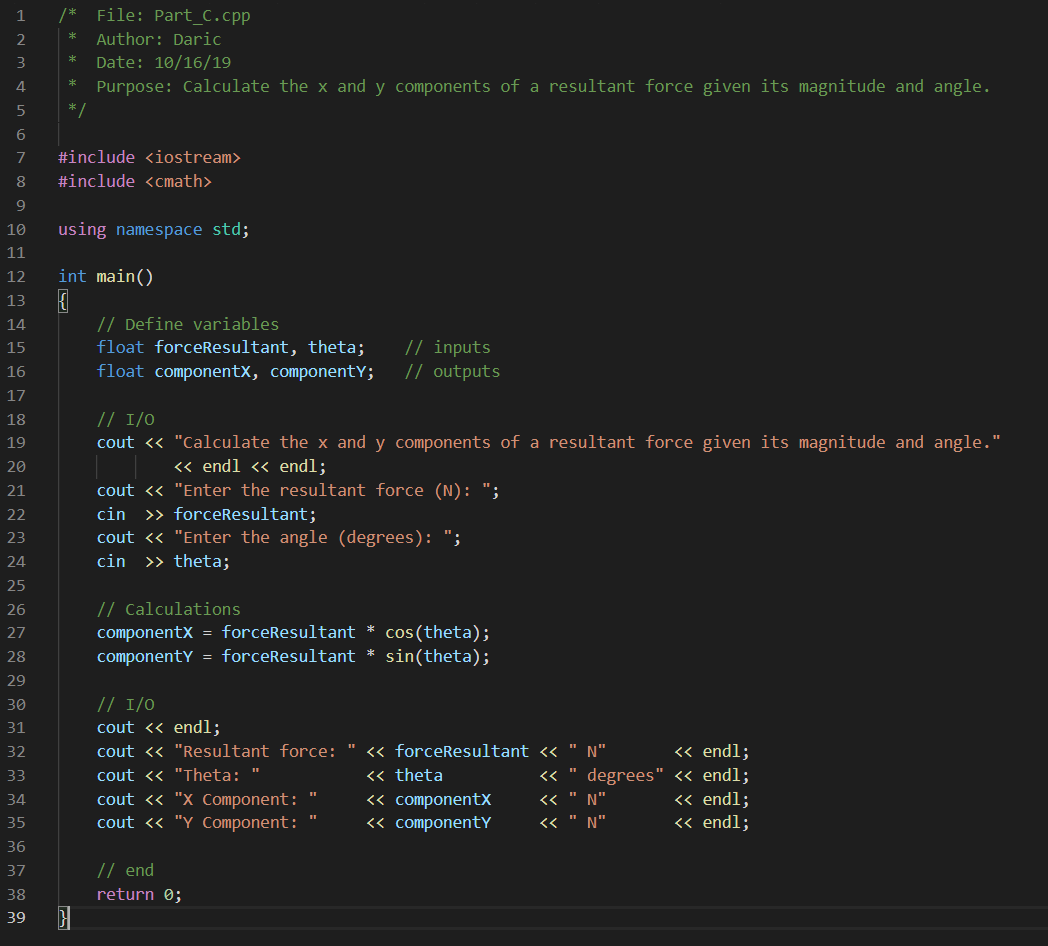 1 /*  File: Part_C.cpp
2  *  Author: Daric
3  *  Date: 10/16/19
4  *  Purpose: Calculate the x and y components of a resultant force given its magnitude and angle.
5  */
6
7 #include <iostream>
8 #include <cmath>
9
10 using namespace std;
11
12 int main()
13 {
14     // Define variables
15     float forceResultant, theta;    // inputs
16     float componentX, componentY;   // outputs
17
18     // I/O
19     cout << "Calculate the x and y components of a resultant force given its magnitude and angle."
20             << endl << endl;
21     cout << "Enter the resultant force (N): ";
22     cin  >> forceResultant;
23     cout << "Enter the angle (degrees): ";
24     cin  >> theta;
25
26     // Calculations
27     componentX = forceResultant * cos(theta);
28     componentY = forceResultant * sin(theta);
29
30     // I/O
31     cout << endl;
32     cout << "Resultant force: " << forceResultant << " N"       << endl;
33     cout << "Theta: "           << theta          << " degrees" << endl;
34     cout << "X Component: "     << componentX     << " N"       << endl;
35     cout << "Y Component: "     << componentY     << " N"       << endl;
36
37     // end
38     return 0;
39 }